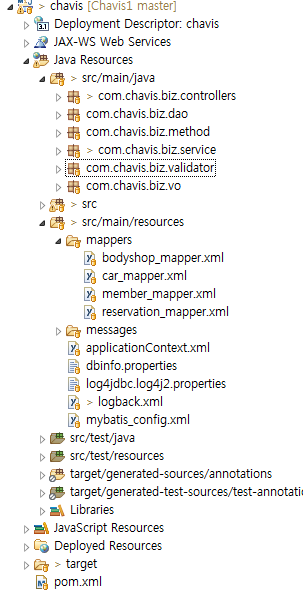 > chavis [Chavis1 master]
Deployment Descriptor: chavis
JAX-WS Web Services
Java Resources
> src/main/java
> com.chavis.biz.controllers
com.chavis.biz.dao
com.chavis.biz.method
> com.chavis.biz.service
com.chavis.biz.validator
com.chavis.biz.vo
> src
> src/main/resources
mappers
bodyshop_mapper.xml
car_mapper.xml
member_mapper.xml
reservation_mapper.xml
messages
applicationContext.xml
dbinfo.properties
log4jdbc.log4j2.properties
> logback.xml
mybatis_config.xml
src/test/java
src/test/resources
target/generated-sources/annotations
target/generated-test-sources/test-annotati
Libraries
JavaScript Resources
Deployed Resources
> target
pom.xml